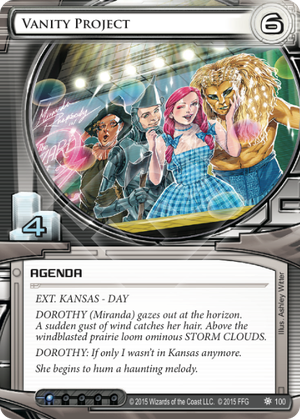 VANITY PROJECT
6
Miranda
Rhapsody
4
AGENDA
EXT. KANSAS - DAY
DOROTHY (Miranda) gazes out at the horizon.
A sudden gust of wind catches her hair. Above the
windblasted prairie loom ominous STORM CLOUDS.
DOROTHY: If only I wasn't in Kansas anymore.
She begins to hum a haunting melody.
Illus. Ashley Witter
© 2015 Wizards of the Coast LLC. © 2015 FFG
100